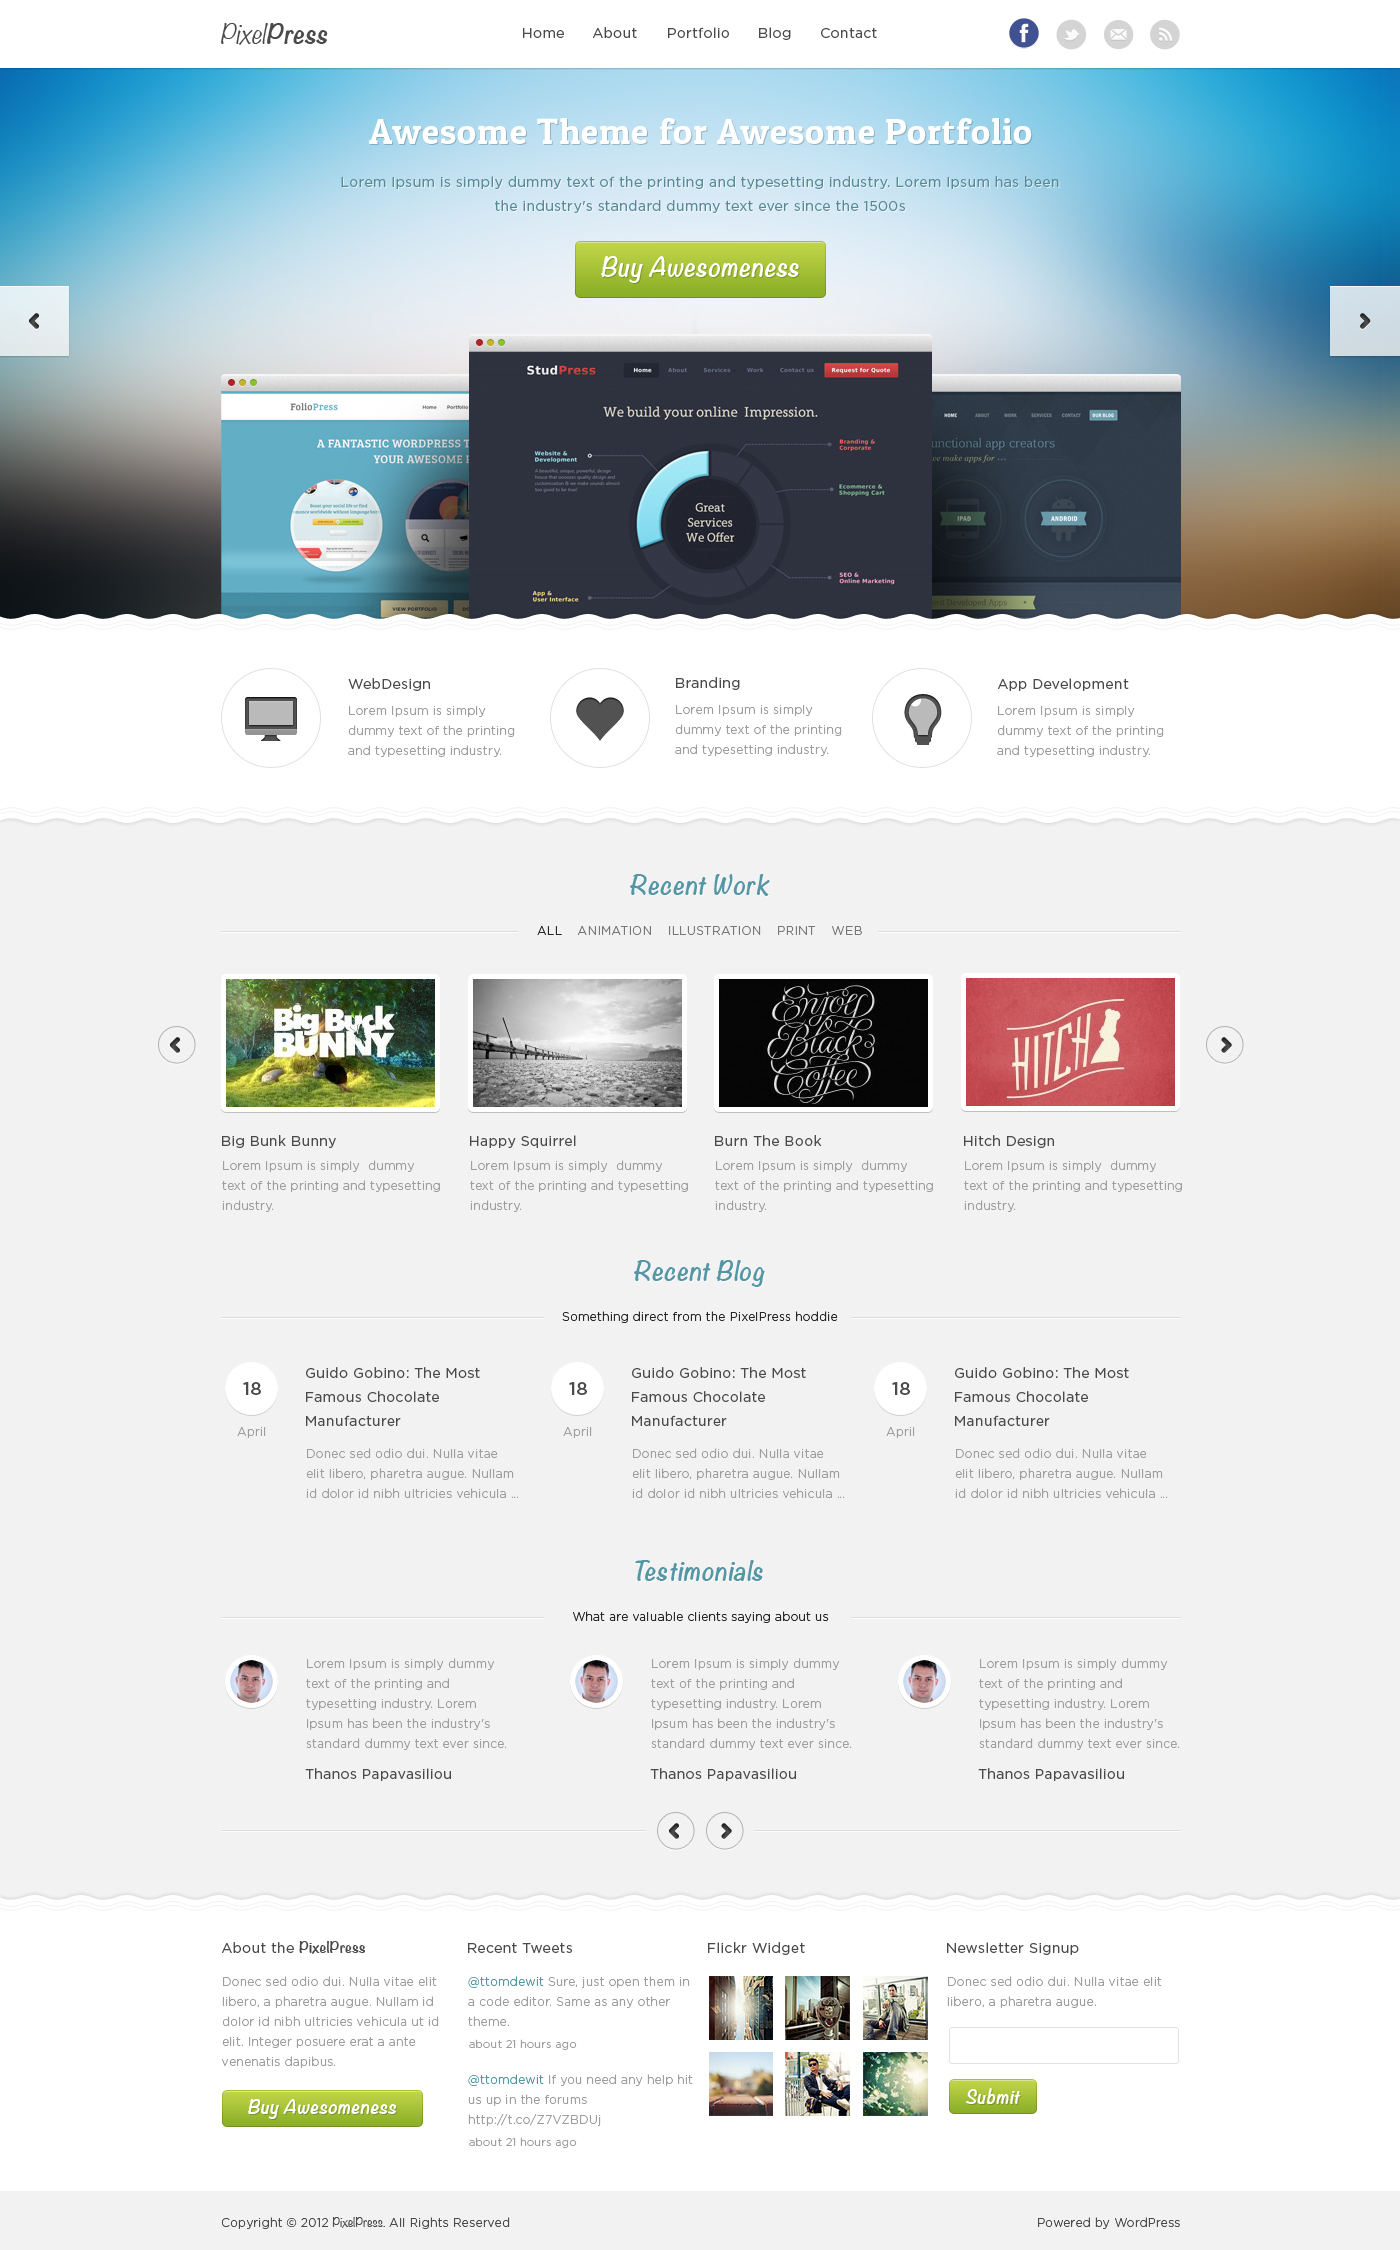 PixelPress
Home About Portfolio Blog Contact
Awesome Theme for Awesome Portfolio
Lorem Ipsum is simply dummy text of the printing and typesetting industry. Lorem Ipsum has been
the industry's standard dummy text ever since the 1500s
Buy Awesomeness
FolioPress
Home Portfolio
A FANTASTIC WORDPRESS
YOUR AWESOME
VIEW PORTFOLIO
StudPress
Home About Services Work Contact us Request for Quote
We build your online Impression.
Website &
Development
Branding &
Corporate
Ecommerce &
Shopping Cart
Great
Services
We Offer
SEO &
Online Marketing
App &
User Interface
HOME ABOUT WORK SERVICES CONTACT OUR BLOG
unctional app creators
we make apps for ---
IPAD
ANDROID
Developed Apps
WebDesign
Lorem Ipsum is simply
dummy text of the printing
and typesetting industry.
Branding
Lorem Ipsum is simply
dummy text of the printing
and typesetting industry.
App Development
Lorem Ipsum is simply
dummy text of the printing
and typesetting industry.
Recent Work
ALL ANIMATION ILLUSTRATION PRINT WEB
Big Buck
BUNNY
Enjoy
Black
Coffee
HITCH
Big Bunk Bunny
Lorem Ipsum is simply dummy
text of the printing and typesetting
industry.
Happy Squirrel
Lorem Ipsum is simply dummy
text of the printing and typesetting
industry.
Burn The Book
Lorem Ipsum is simply dummy
text of the printing and typesetting
industry.
Hitch Design
Lorem Ipsum is simply dummy
text of the printing and typesetting
industry.
Recent Blog
Something direct from the PixelPress hoddie
18
April
Guido Gobino: The Most
Famous Chocolate
Manufacturer
Donec sed odio dui. Nulla vitae
elit libero, pharetra augue. Nullam
id dolor id nibh ultricies vehicula ...
18
April
Guido Gobino: The Most
Famous Chocolate
Manufacturer
Donec sed odio dui. Nulla vitae
elit libero, pharetra augue. Nullam
id dolor id nibh ultricies vehicula ...
18
April
Guido Gobino: The Most
Famous Chocolate
Manufacturer
Donec sed odio dui. Nulla vitae
elit libero, pharetra augue. Nullam
id dolor id nibh ultricies vehicula ...
Testimonials
What are valuable clients saying about us
Lorem Ipsum is simply dummy
text of the printing and
typesetting industry. Lorem
Ipsum has been the industry's
standard dummy text ever since.
Thanos Papavasiliou
Lorem Ipsum is simply dummy
text of the printing and
typesetting industry. Lorem
Ipsum has been the industry's
standard dummy text ever since.
Thanos Papavasiliou
Lorem Ipsum is simply dummy
text of the printing and
typesetting industry. Lorem
Ipsum has been the industry's
standard dummy text ever since.
Thanos Papavasiliou
About the PixelPress
Donec sed odio dui. Nulla vitae elit
libero, a pharetra augue. Nullam id
dolor id nibh ultricies vehicula ut id
elit. Integer posuere erat a ante
venenatis dapibus.
Buy Awesomeness
Recent Tweets
@ttomdewit Sure, just open them in
a code editor. Same as any other
theme.
about 21 hours ago
@ttomdewit If you need any help hit
us up in the forums
http://t.co/Z7VZBDUj
about 21 hours ago
Flickr Widget
Newsletter Signup
Donec sed odio dui. Nulla vitae elit
libero, a pharetra augue.
Submit
Copyright © 2012 PixelPress. All Rights Reserved
Powered by WordPress